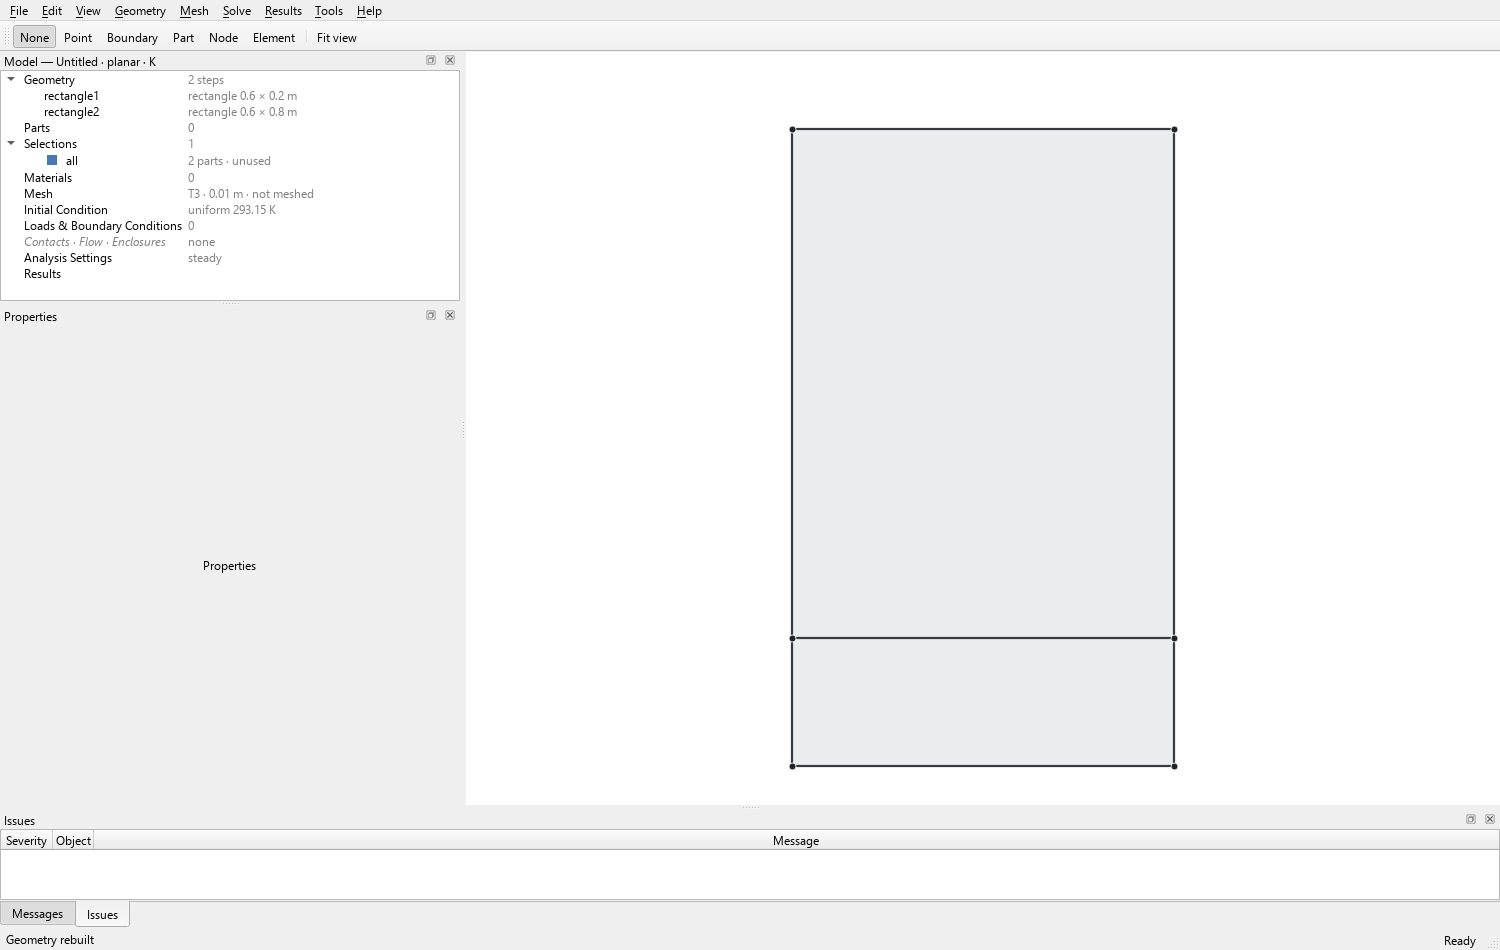 File Edit View Geometry Mesh Solve Results Tools Help
None Point Boundary Part Node Element Fit view
Model — Untitled · planar · K
Geometry 2 steps
rectangle1 rectangle 0.6 × 0.2 m
rectangle2 rectangle 0.6 × 0.8 m
Parts 0
Selections 1
all 2 parts · unused
Materials 0
Mesh T3 · 0.01 m · not meshed
Initial Condition uniform 293.15 K
Loads & Boundary Conditions 0
Contacts · Flow · Enclosures none
Analysis Settings steady
Results
Properties
Properties
Issues
Severity Object Message
Messages Issues
Geometry rebuilt Ready